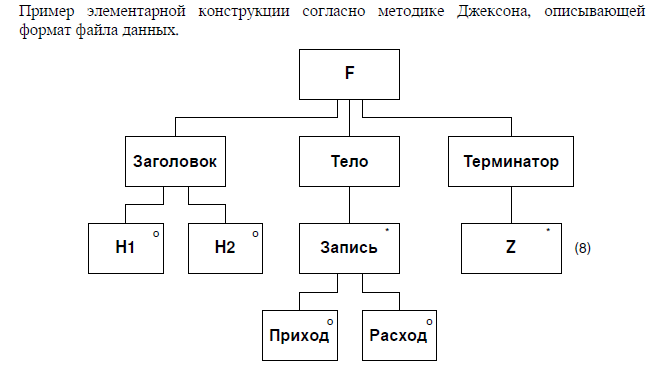 Пример элементарной конструкции согласно методике Джексона, описывающей
формат файла данных.
F
Заголовок Тело Терминатор
H1 o H2 o Запись * Z * (8)
Приход o Расход o